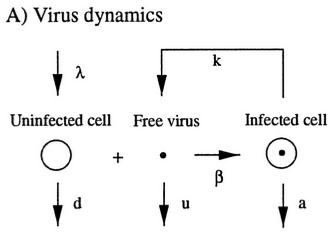 A) Virus dynamics
λ
k
Uninfected cell Free virus Infected cell
+
β
d u a